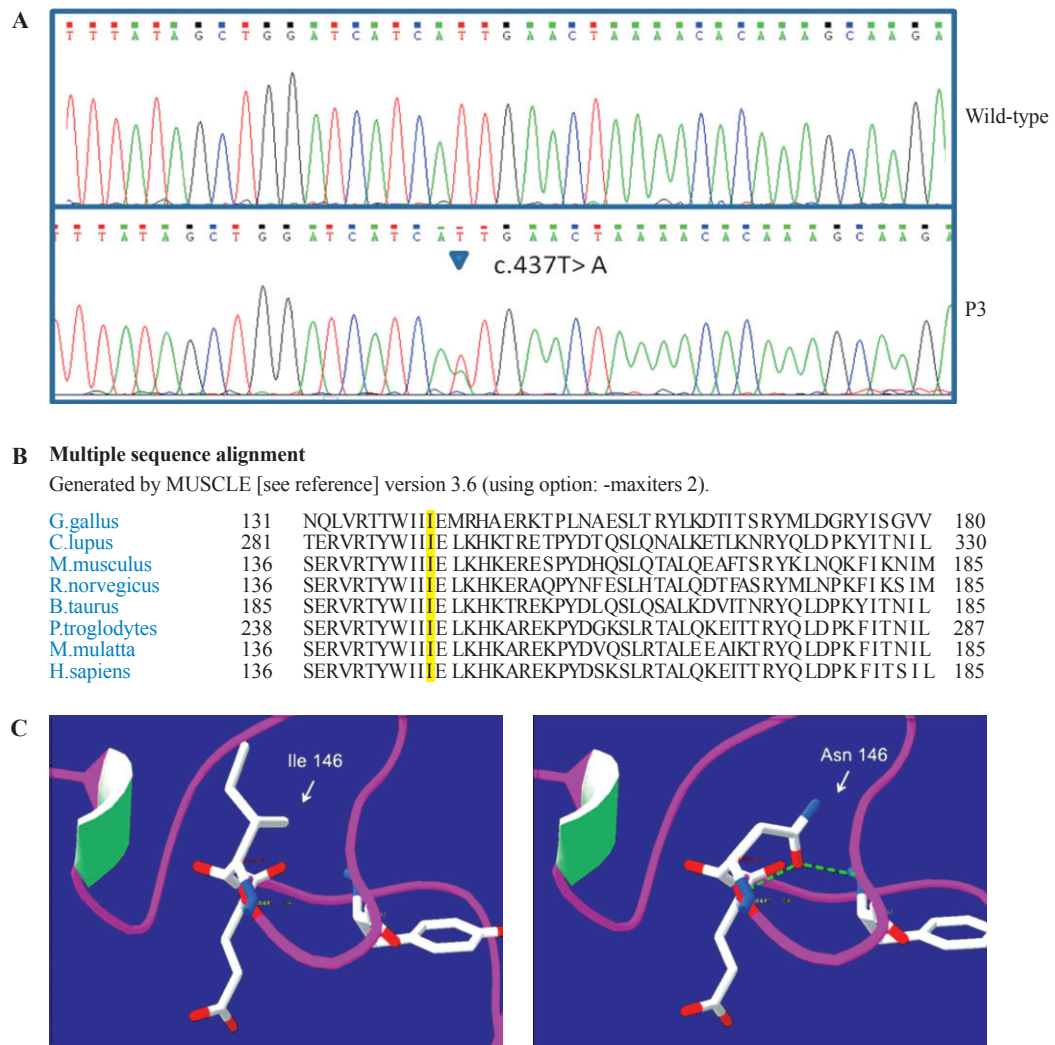 A
T T T A T A G C T G G A T C A T C A T T G A A C T A A A A C A C A A A G C A A G A
Wild-type
T T T A T A G C T G G A T C A T C A T T G A A C T A A A A C A C A A A G C A A G A
c.437T> A
P3
B Multiple sequence alignment
Generated by MUSCLE [see reference] version 3.6 (using option: -maxiters 2).
G.gallus 131 NQLVRTTWIIIEMRHAERKTPLNAESLTRYLKDTITSRYMLDGRYISGVV 180
C.lupus 281 TERVRTYWIIIELKHKTRETPYDTQSLQNALKETLKNRYQLDPKYITNIL 330
M.musculus 136 SERVRTYWIIIELKHKERESPYDHQSLQTALQEAFTSRYKLNQKFIKNIM 185
R.norvegicus 136 SERVRTYWIIIELKHKERAQPYNFESLHTALQDTFASRYMLNPKFIKSIM 185
B.taurus 185 SERVRTYWIIIELKHKTREKPYDLQSLQSALKDVITNRYQLDPKYITNIL 185
P.troglodytes 238 SERVRTYWIIIELKHKAREKPYDGKSLRTALQKEITTRYQLDPKFITNIL 287
M.mulatta 136 SERVRTYWIIIELKHKAREKPYDVQSLRTALEEAIKTRYQLDPKFITNIL 185
H.sapiens 136 SERVRTYWIIIELKHKAREKPYDSKSLRTALQKEITTRYQLDPKFITSIL 185
C
Ile 146
Asn 146